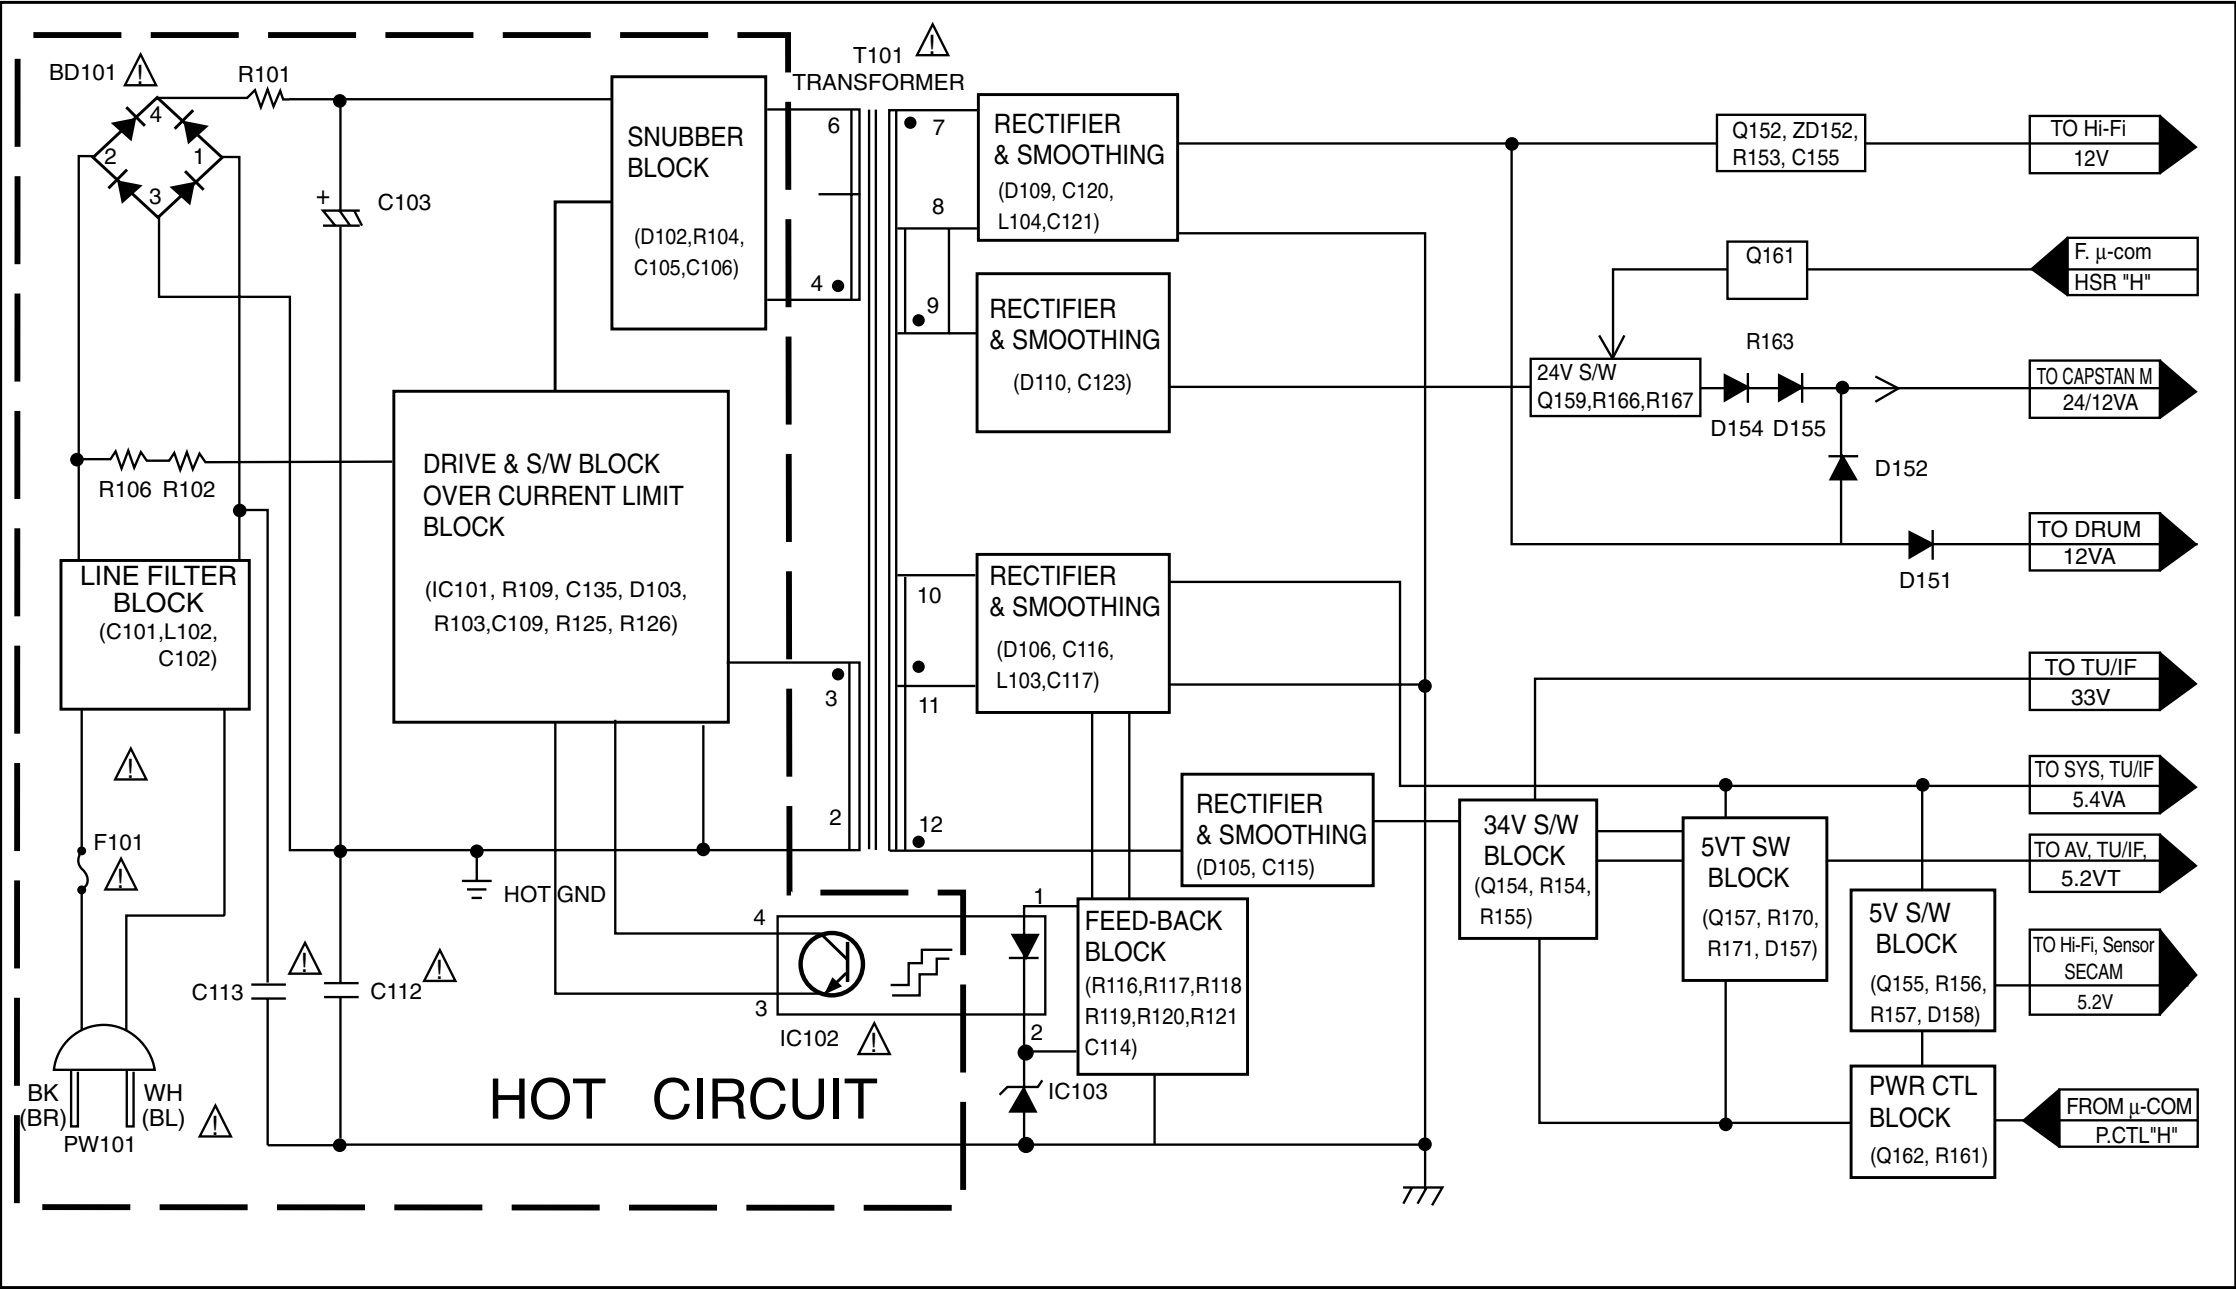 BD101
R101
4
2
1
3
C103
+
R106 R102
LINE FILTER
BLOCK
(C101,L102,
C102)
F101
BK
(BR)
WH
(BL)
PW101
C113
C112
HOT CIRCUIT
HOT GND
SNUBBER
BLOCK
(D102,R104,
C105,C106)
DRIVE & S/W BLOCK
OVER CURRENT LIMIT
BLOCK
(IC101, R109, C135, D103,
R103,C109, R125, R126)
T101
TRANSFORMER
6
4
3
2
7
8
9
10
11
12
RECTIFIER
& SMOOTHING
(D109, C120,
L104,C121)
RECTIFIER
& SMOOTHING
(D110, C123)
RECTIFIER
& SMOOTHING
(D106, C116,
L103,C117)
RECTIFIER
& SMOOTHING
(D105, C115)
4
3
IC102
1
2
IC103
FEED-BACK
BLOCK
(R116,R117,R118
R119,R120,R121
C114)
Q152, ZD152,
R153, C155
TO Hi-Fi
12V
Q161
F. μ-com
HSR "H"
24V S/W
Q159,R166,R167
R163
D154 D155
TO CAPSTAN M
24/12VA
D152
D151
TO DRUM
12VA
TO TU/IF
33V
TO SYS, TU/IF
5.4VA
34V S/W
BLOCK
(Q154, R154,
R155)
5VT SW
BLOCK
(Q157, R170,
R171, D157)
TO AV, TU/IF,
5.2VT
5V S/W
BLOCK
(Q155, R156,
R157, D158)
TO Hi-Fi, Sensor
SECAM
5.2V
PWR CTL
BLOCK
(Q162, R161)
FROM μ-COM
P.CTL"H"